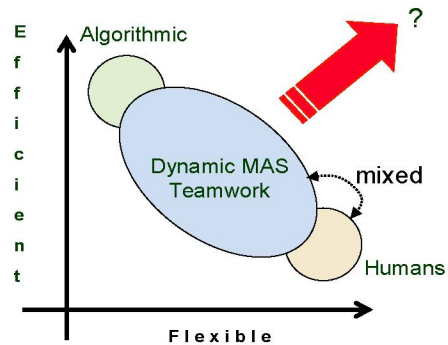 ?
Algorithmic
Efficient
Dynamic MAS
Teamwork
mixed
Humans
Flexible